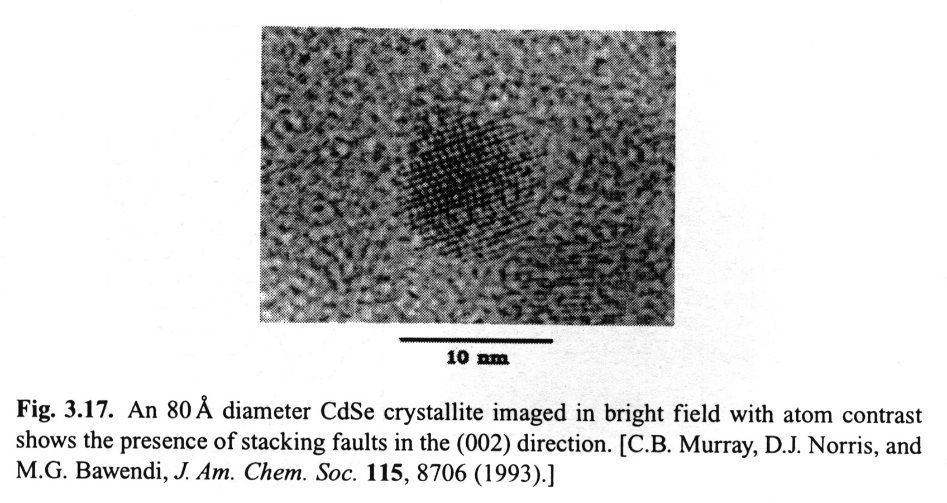 10 nm
Fig. 3.17. An 80 Å diameter CdSe crystallite imaged in bright field with atom contrast
shows the presence of stacking faults in the (002) direction. [C.B. Murray, D.J. Norris, and
M.G. Bawendi, J. Am. Chem. Soc. 115, 8706 (1993).]